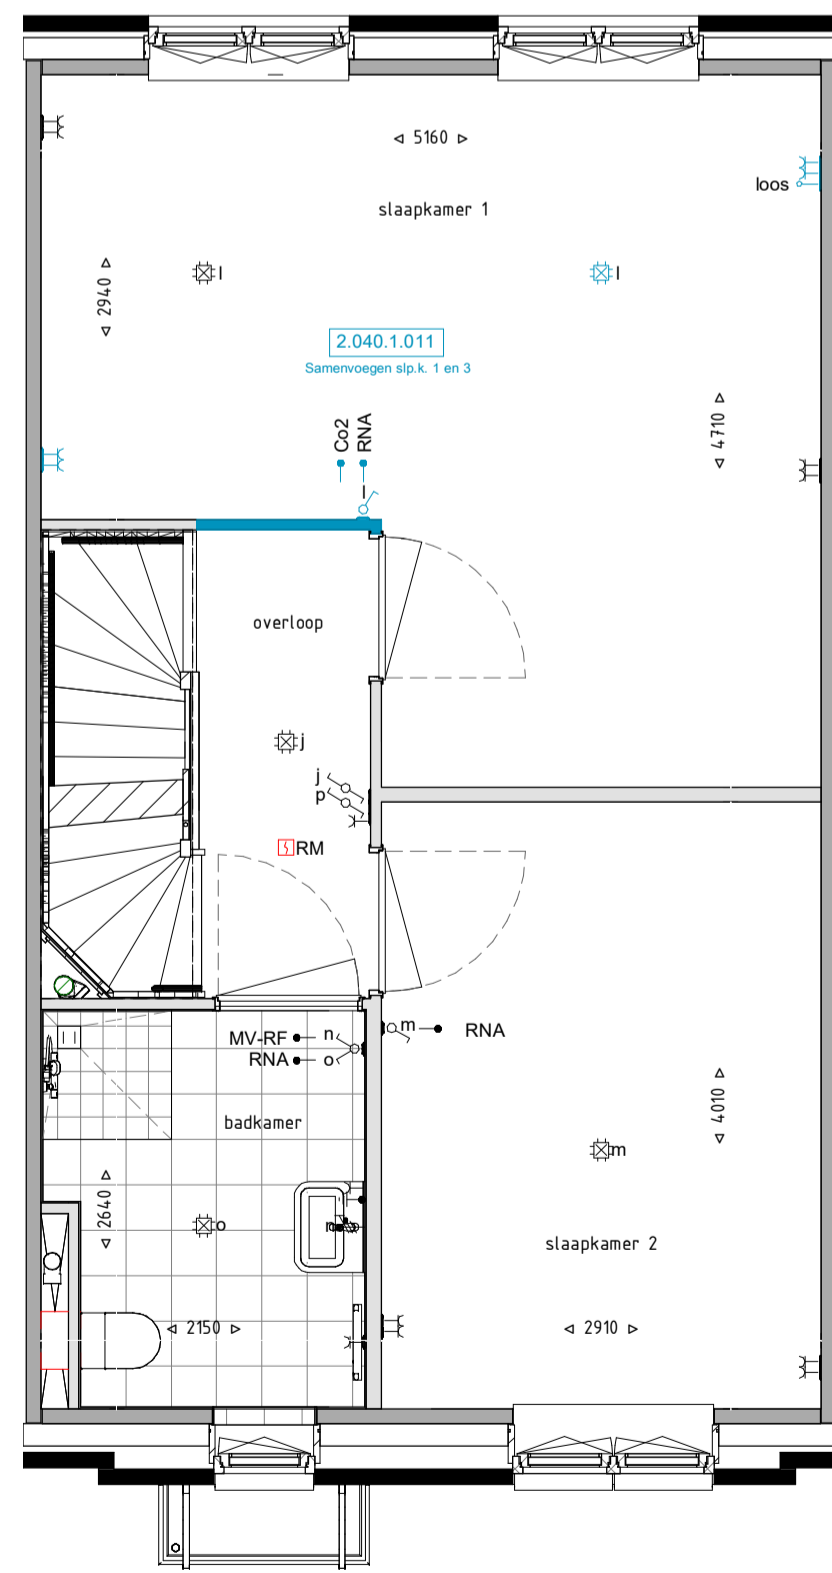 5160
slaapkamer 1
loos
2940
l
l
2.040.1.011
Samenvoegen slp.k. 1 en 3
4710
Co2
RNA
l
overloop
j
j
p
RM
MV-RF
n
m
RNA
RNA
o
badkamer
4010
m
2640
o
n
slaapkamer 2
2150
2910